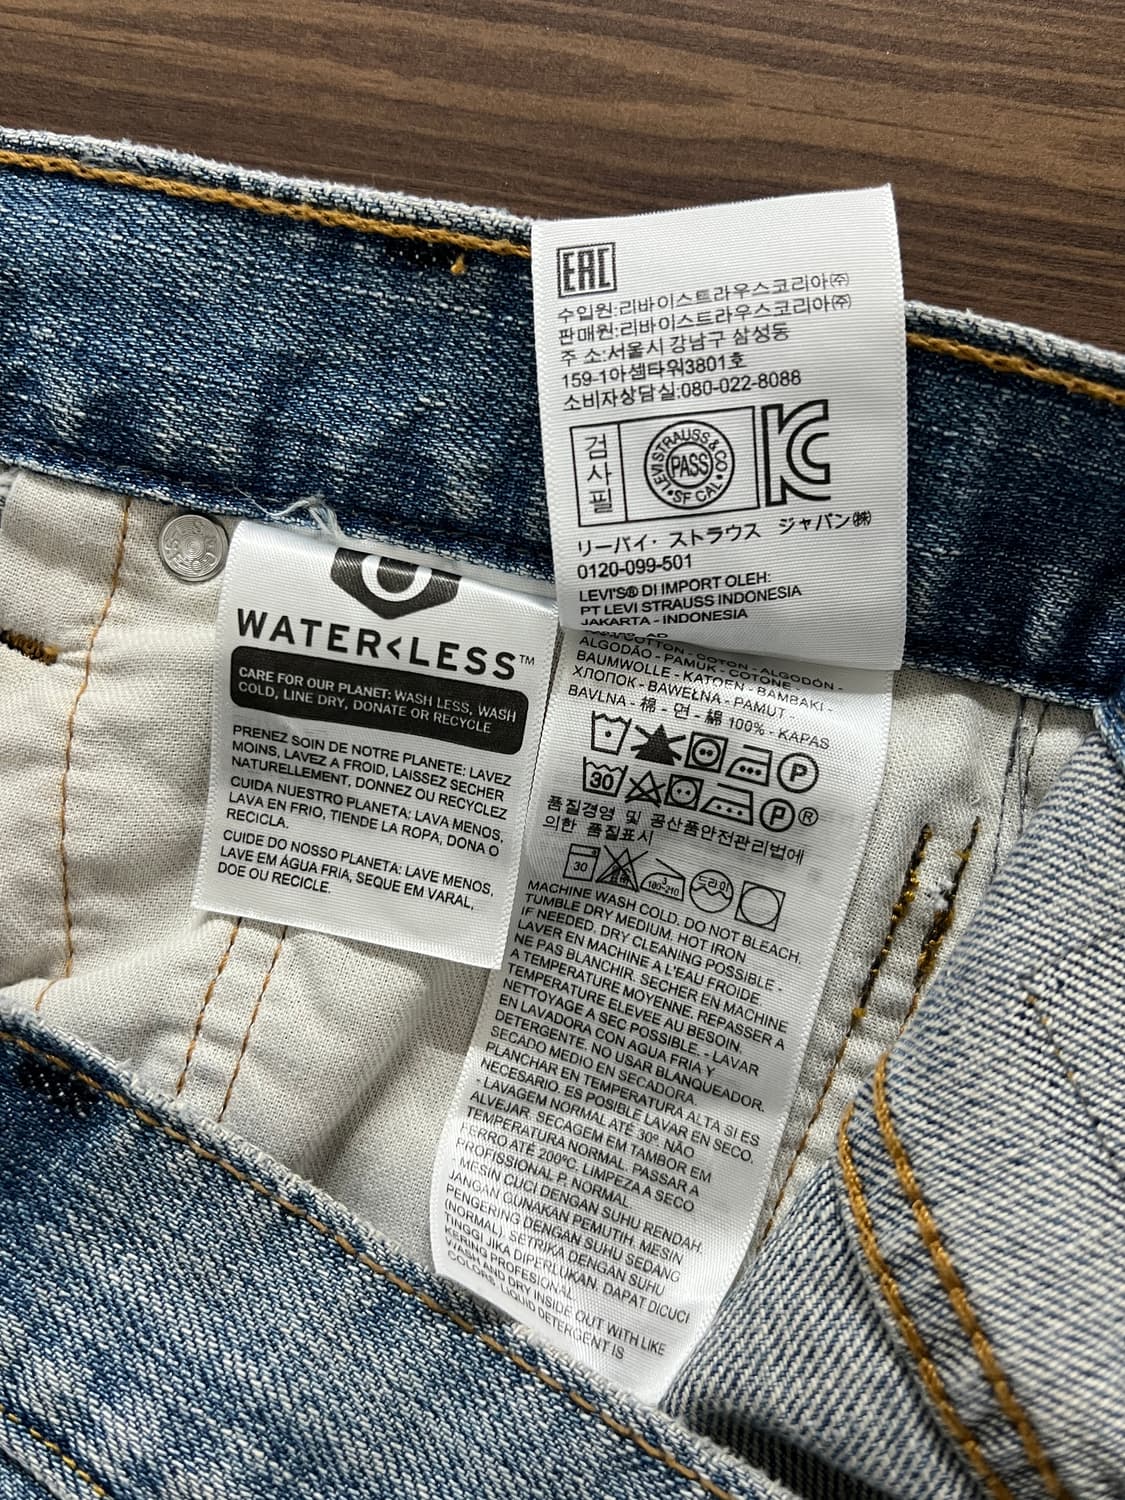 EAC
수입원:리바이스트라우스코리아㈜
판매원:리바이스트라우스코리아㈜
주 소:서울시 강남구 삼성동
159-1아셈타워3801호
소비자상담실:080-022-8088
검사필
LEVI STRAUSS & CO.
PASS
SF CAL
KC
リーバイ・ストラウス ジャパン㈱
0120-099-501
LEVI'S® DI IMPORT OLEH:
PT LEVI STRAUSS INDONESIA
JAKARTA - INDONESIA
COTTON - COTON - ALGODÓN -
ALGODÃO - PAMUK - COTONE -
BAUMWOLLE - KATOEN - BAMBAKI -
ХЛОПОК - BAWEŁNA - PAMUT -
BAVLNA - 棉 - 면 - 綿 100% - KAPAS
P
30
P ®
품질경영 및 공산품안전관리법에
의한 품질표시
30
3
180~210
드라이
MACHINE WASH COLD. DO NOT BLEACH.
TUMBLE DRY MEDIUM. HOT IRON
IF NEEDED. DRY CLEANING POSSIBLE -
LAVER EN MACHINE A L'EAU FROIDE.
NE PAS BLANCHIR. SECHER EN MACHINE
A TEMPERATURE MOYENNE. REPASSER A
TEMPERATURE ELEVEE AU BESOIN.
NETTOYAGE A SEC POSSIBLE. - LAVAR
EN LAVADORA CON AGUA FRIA Y
DETERGENTE. NO USAR BLANQUEADOR.
SECADO MEDIO EN SECADORA.
PLANCHAR EN TEMPERATURA ALTA SI ES
NECESARIO. ES POSIBLE LAVAR EN SECO.
- LAVAGEM NORMAL ATÉ 30º. NÃO
ALVEJAR. SECAGEM EM TAMBOR EM
TEMPERATURA NORMAL. PASSAR A
FERRO ATÉ 200ºC. LIMPEZA A SECO
PROFISSIONAL P. NORMAL.
MESIN CUCI DENGAN SUHU RENDAH.
JANGAN GUNAKAN PEMUTIH. MESIN
PENGERING DENGAN SUHU SEDANG
(NORMAL). SETRIKA DENGAN SUHU
TINGGI JIKA DIPERLUKAN. DAPAT DICUCI
KERING PROFESIONAL
WASH AND DRY INSIDE OUT WITH LIKE
COLORS. LIQUID DETERGENT IS
WATER<LESS™
CARE FOR OUR PLANET: WASH LESS, WASH
COLD, LINE DRY, DONATE OR RECYCLE
PRENEZ SOIN DE NOTRE PLANETE: LAVEZ
MOINS, LAVEZ A FROID, LAISSEZ SECHER
NATURELLEMENT, DONNEZ OU RECYCLEZ
CUIDA NUESTRO PLANETA: LAVA MENOS,
LAVA EN FRIO, TIENDE LA ROPA, DONA O
RECICLA.
CUIDE DO NOSSO PLANETA: LAVE MENOS,
LAVE EM ÁGUA FRIA, SEQUE EM VARAL,
DOE OU RECICLE.